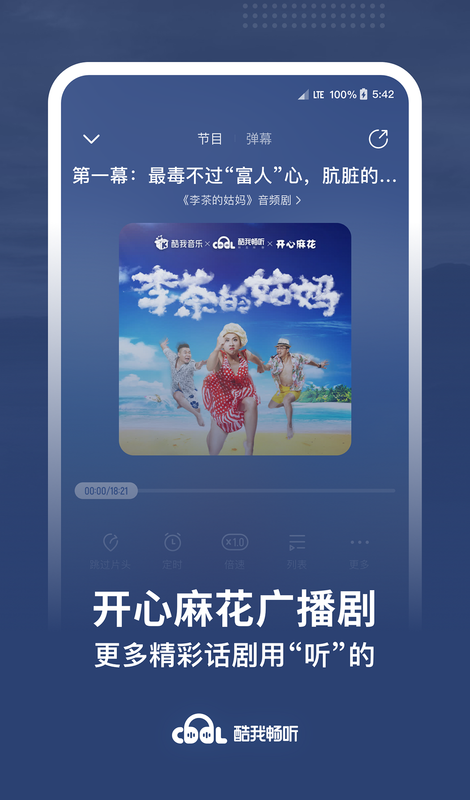 LTE 100% 5:42
节目 弹幕
第一幕：最毒不过“富人”心，肮脏的...
《李茶的姑妈》音频剧 >
酷我音乐 × COOL 酷我畅听 × 开心麻花
李茶的姑妈
00:00/18:21
x1.0
跳过片头 定时 倍速 列表 更多
开心麻花广播剧
更多精彩话剧用“听”的
COOL 酷我畅听